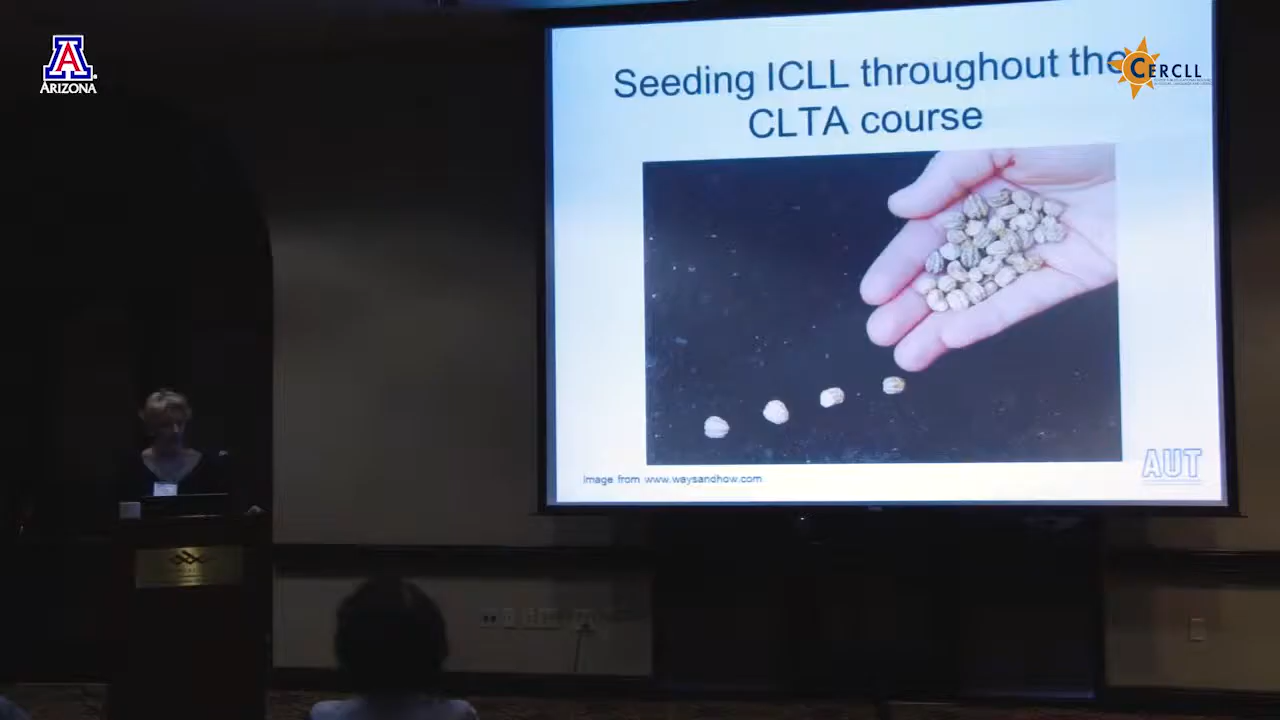 A
ARIZONA
CERCLL
Seeding ICLL throughout the
CLTA course
Image from www.waysandhow.com
AUT